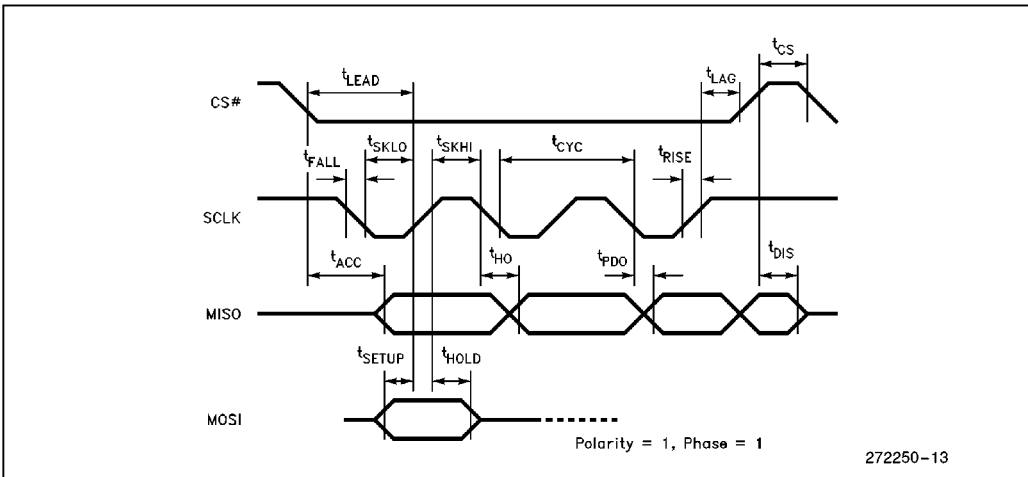 tCS
tLEAD
tLAG
CS#
tSKLO
tSKHI
tCYC
tFALL
tRISE
SCLK
tACC
tHO
tPDO
tDIS
MISO
tSETUP
tHOLD
MOSI
Polarity = 1, Phase = 1
272250-13